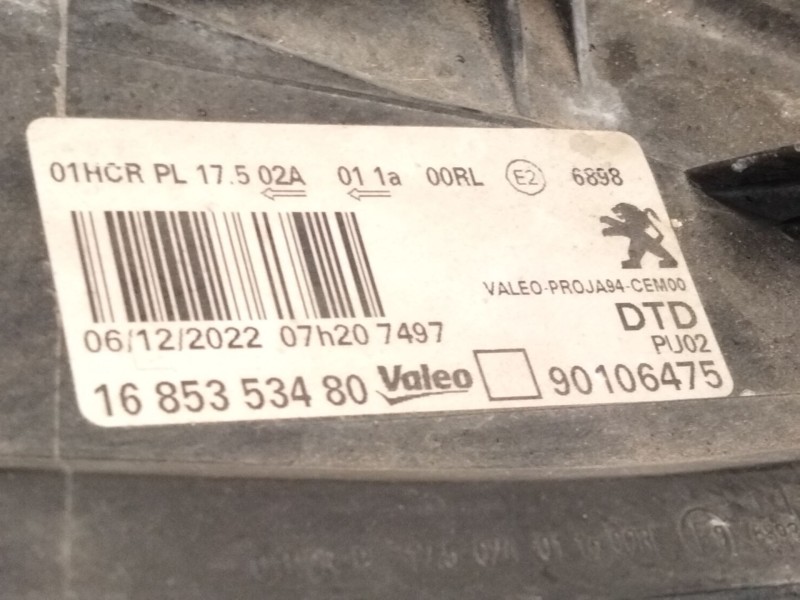 01HCR PL 17.5 02A 01 1a 00RL E2 6898
VALEO-PROJA94-CEM00
06/12/2022 07h20 7497
DTD
PU02
16 853 534 80 Valeo 90106475